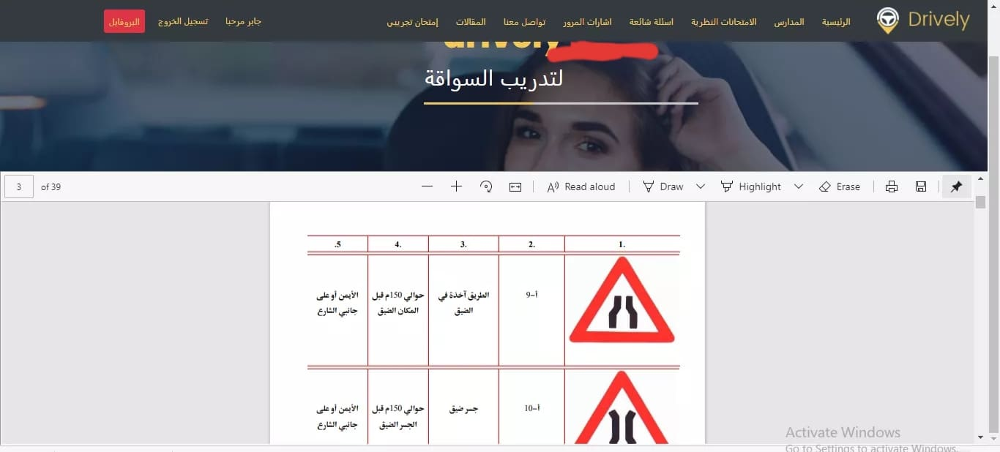 Drively
الرئيسية
المدارس
الامتحانات النظرية
اسئلة شائعة
اشارات المرور
تواصل معنا
المقالات
إمتحان تجريبي
جابر مرحبا
تسجيل الخروج
البروفايل
drively
لتدريب السواقة
3 of 39
Read aloud
Draw
Highlight
Erase
.1 .2 .3 .4 .5
أ–9
الطريق آخذة في
الضيق
حوالي 150م قبل
المكان الضيق
الأيمن أو على
جانبي الشارع
أ–10
جسر ضيق
حوالي 150م قبل
الجسر الضيق
الأيمن أو على
جانبي الشارع
Activate Windows
Go to Settings to activate Windows.